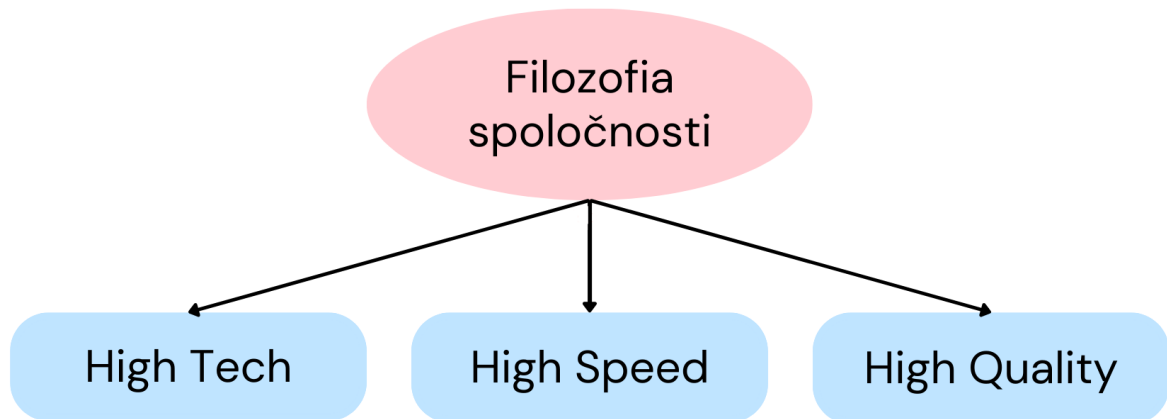 Filozofia
spoločnosti
High Tech
High Speed
High Quality